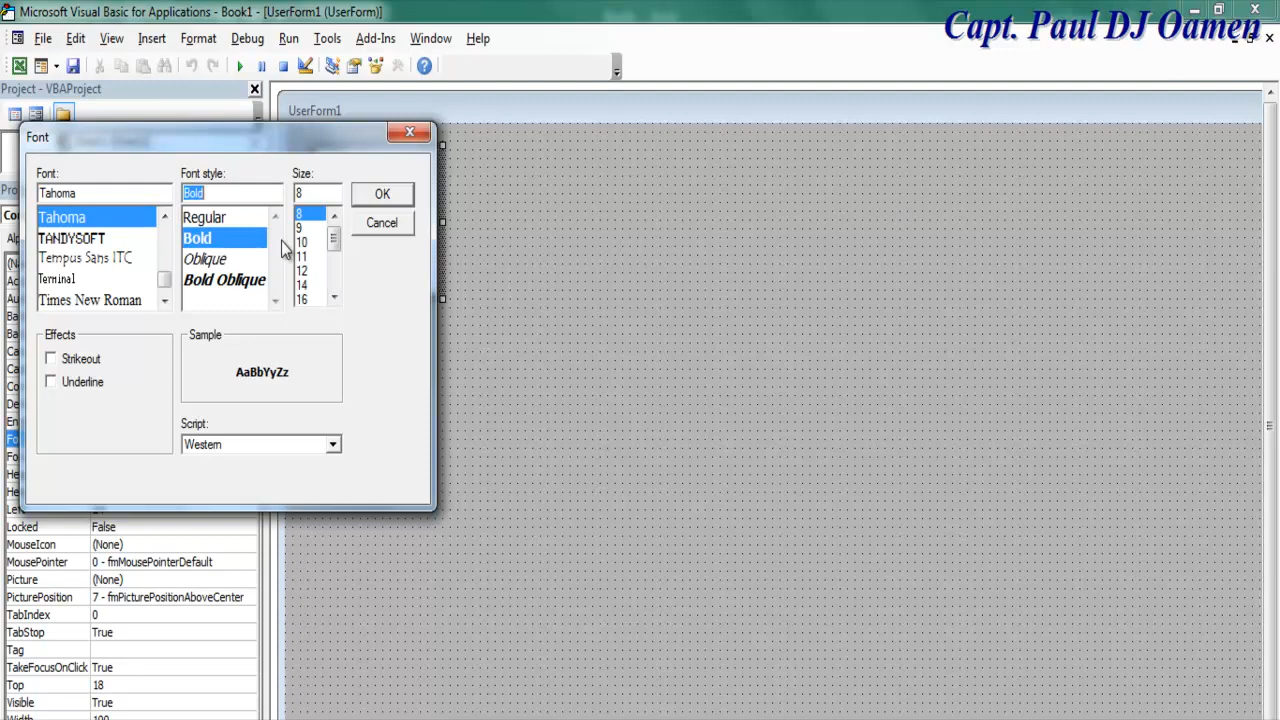 Microsoft Visual Basic for Applications - Book1 - [UserForm1 (UserForm)]
Capt. Paul DJ Oamen
File Edit View Insert Format Debug Run Tools Add-Ins Window Help
Project - VBAProject
UserForm1
Font
Font: Font style: Size:
Tahoma Bold 8 OK
Tahoma Regular 8
TANDYSOFT Bold 9 Cancel
Tempus Sans ITC Oblique 10
Terminal Bold Oblique 11
Times New Roman 12
14
16
Effects Sample
Strikeout
Underline
AaBbYyZz
Script:
Western
Locked False
MouseIcon (None)
MousePointer 0 - fmMousePointerDefault
Picture (None)
PicturePosition 7 - fmPicturePositionAboveCenter
TabIndex 0
TabStop True
Tag
TakeFocusOnClick True
Top 18
Visible True